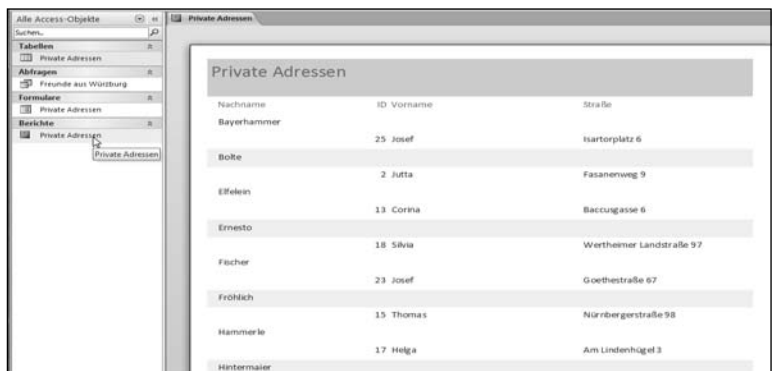 Alle Access-Objekte
Suchen...
Tabellen
Private Adressen
Abfragen
Freunde aus Würzburg
Formulare
Private Adressen
Berichte
Private Adressen
Private Adressen
Private Adressen
Private Adressen
Nachname ID Vorname Straße
Bayerhammer
25 Josef Isartorplatz 6
Bolte
2 Jutta Fasanenweg 9
Elfelein
13 Corina Baccusgasse 6
Ernesto
18 Silvia Wertheimer Landstraße 97
Fischer
23 Josef Goethestraße 67
Fröhlich
15 Thomas Nürnbergerstraße 98
Hammerle
17 Helga Am Lindenhügel 3
Hintermaier